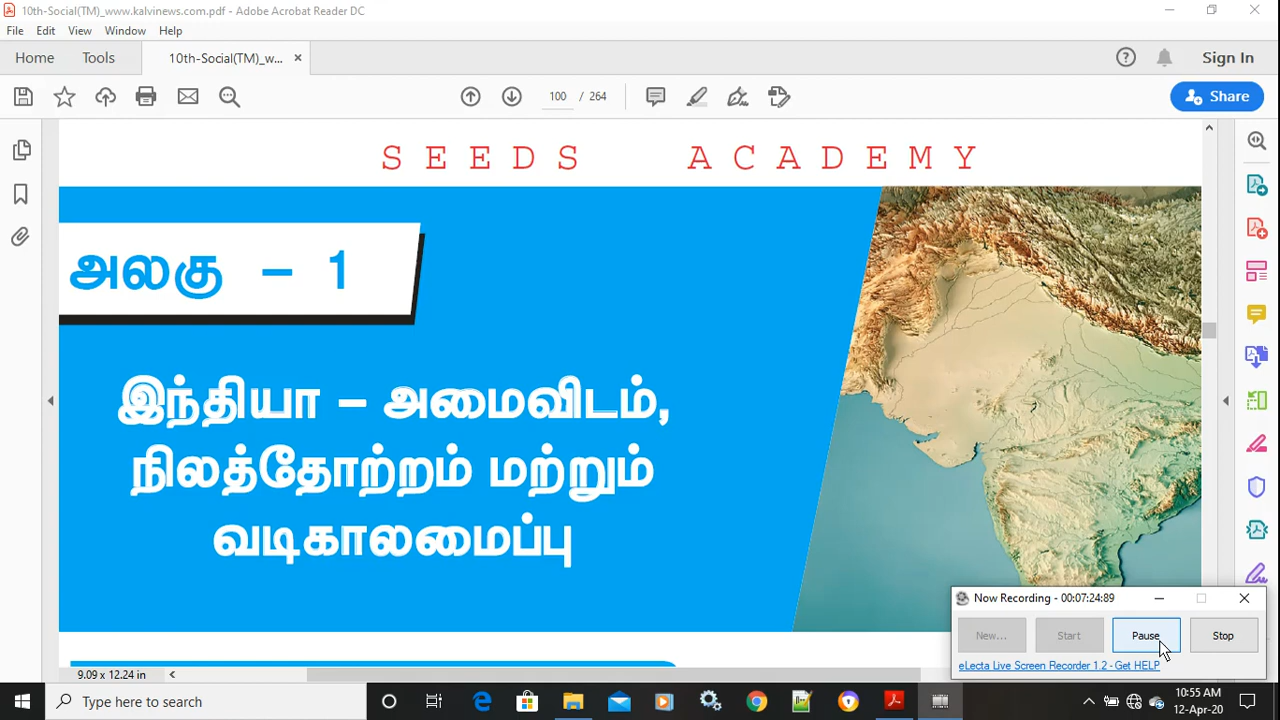 10th-Social(TM)_www.kalvinews.com.pdf - Adobe Acrobat Reader DC
File Edit View Window Help
Home Tools 10th-Social(TM)_w... × Sign In
100 / 264 Share
SEEDS ACADEMY
அலகு – 1
இந்தியா – அமைவிடம்,
நிலத்தோற்றம் மற்றும்
வடிகாலமைப்பு
Now Recording - 00:07:24:89
New... Start Pause Stop
eLecta Live Screen Recorder 1.2 - Get HELP
9.09 x 12.24 in
Type here to search
10:55 AM
12-Apr-20